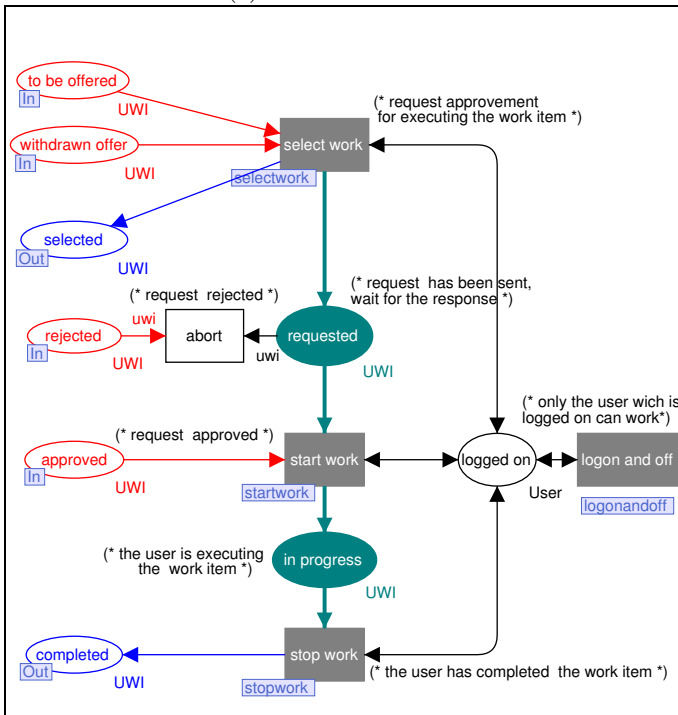 (*)
to be offered
In
UWI
(* request approvement
for executing the work item *)
withdrawn offer
In
UWI
select work
selectwork
selected
Out
UWI
(* request has been sent,
wait for the response *)
(* request rejected *)
uwi
rejected
In
UWI
abort
uwi
requested
UWI
(* only the user wich is
logged on can work*)
(* request approved *)
approved
In
UWI
start work
startwork
logged on
User
logon and off
logonandoff
(* the user is executing
the work item *)
in progress
UWI
completed
Out
UWI
stop work
stopwork
(* the user has completed the work item *)